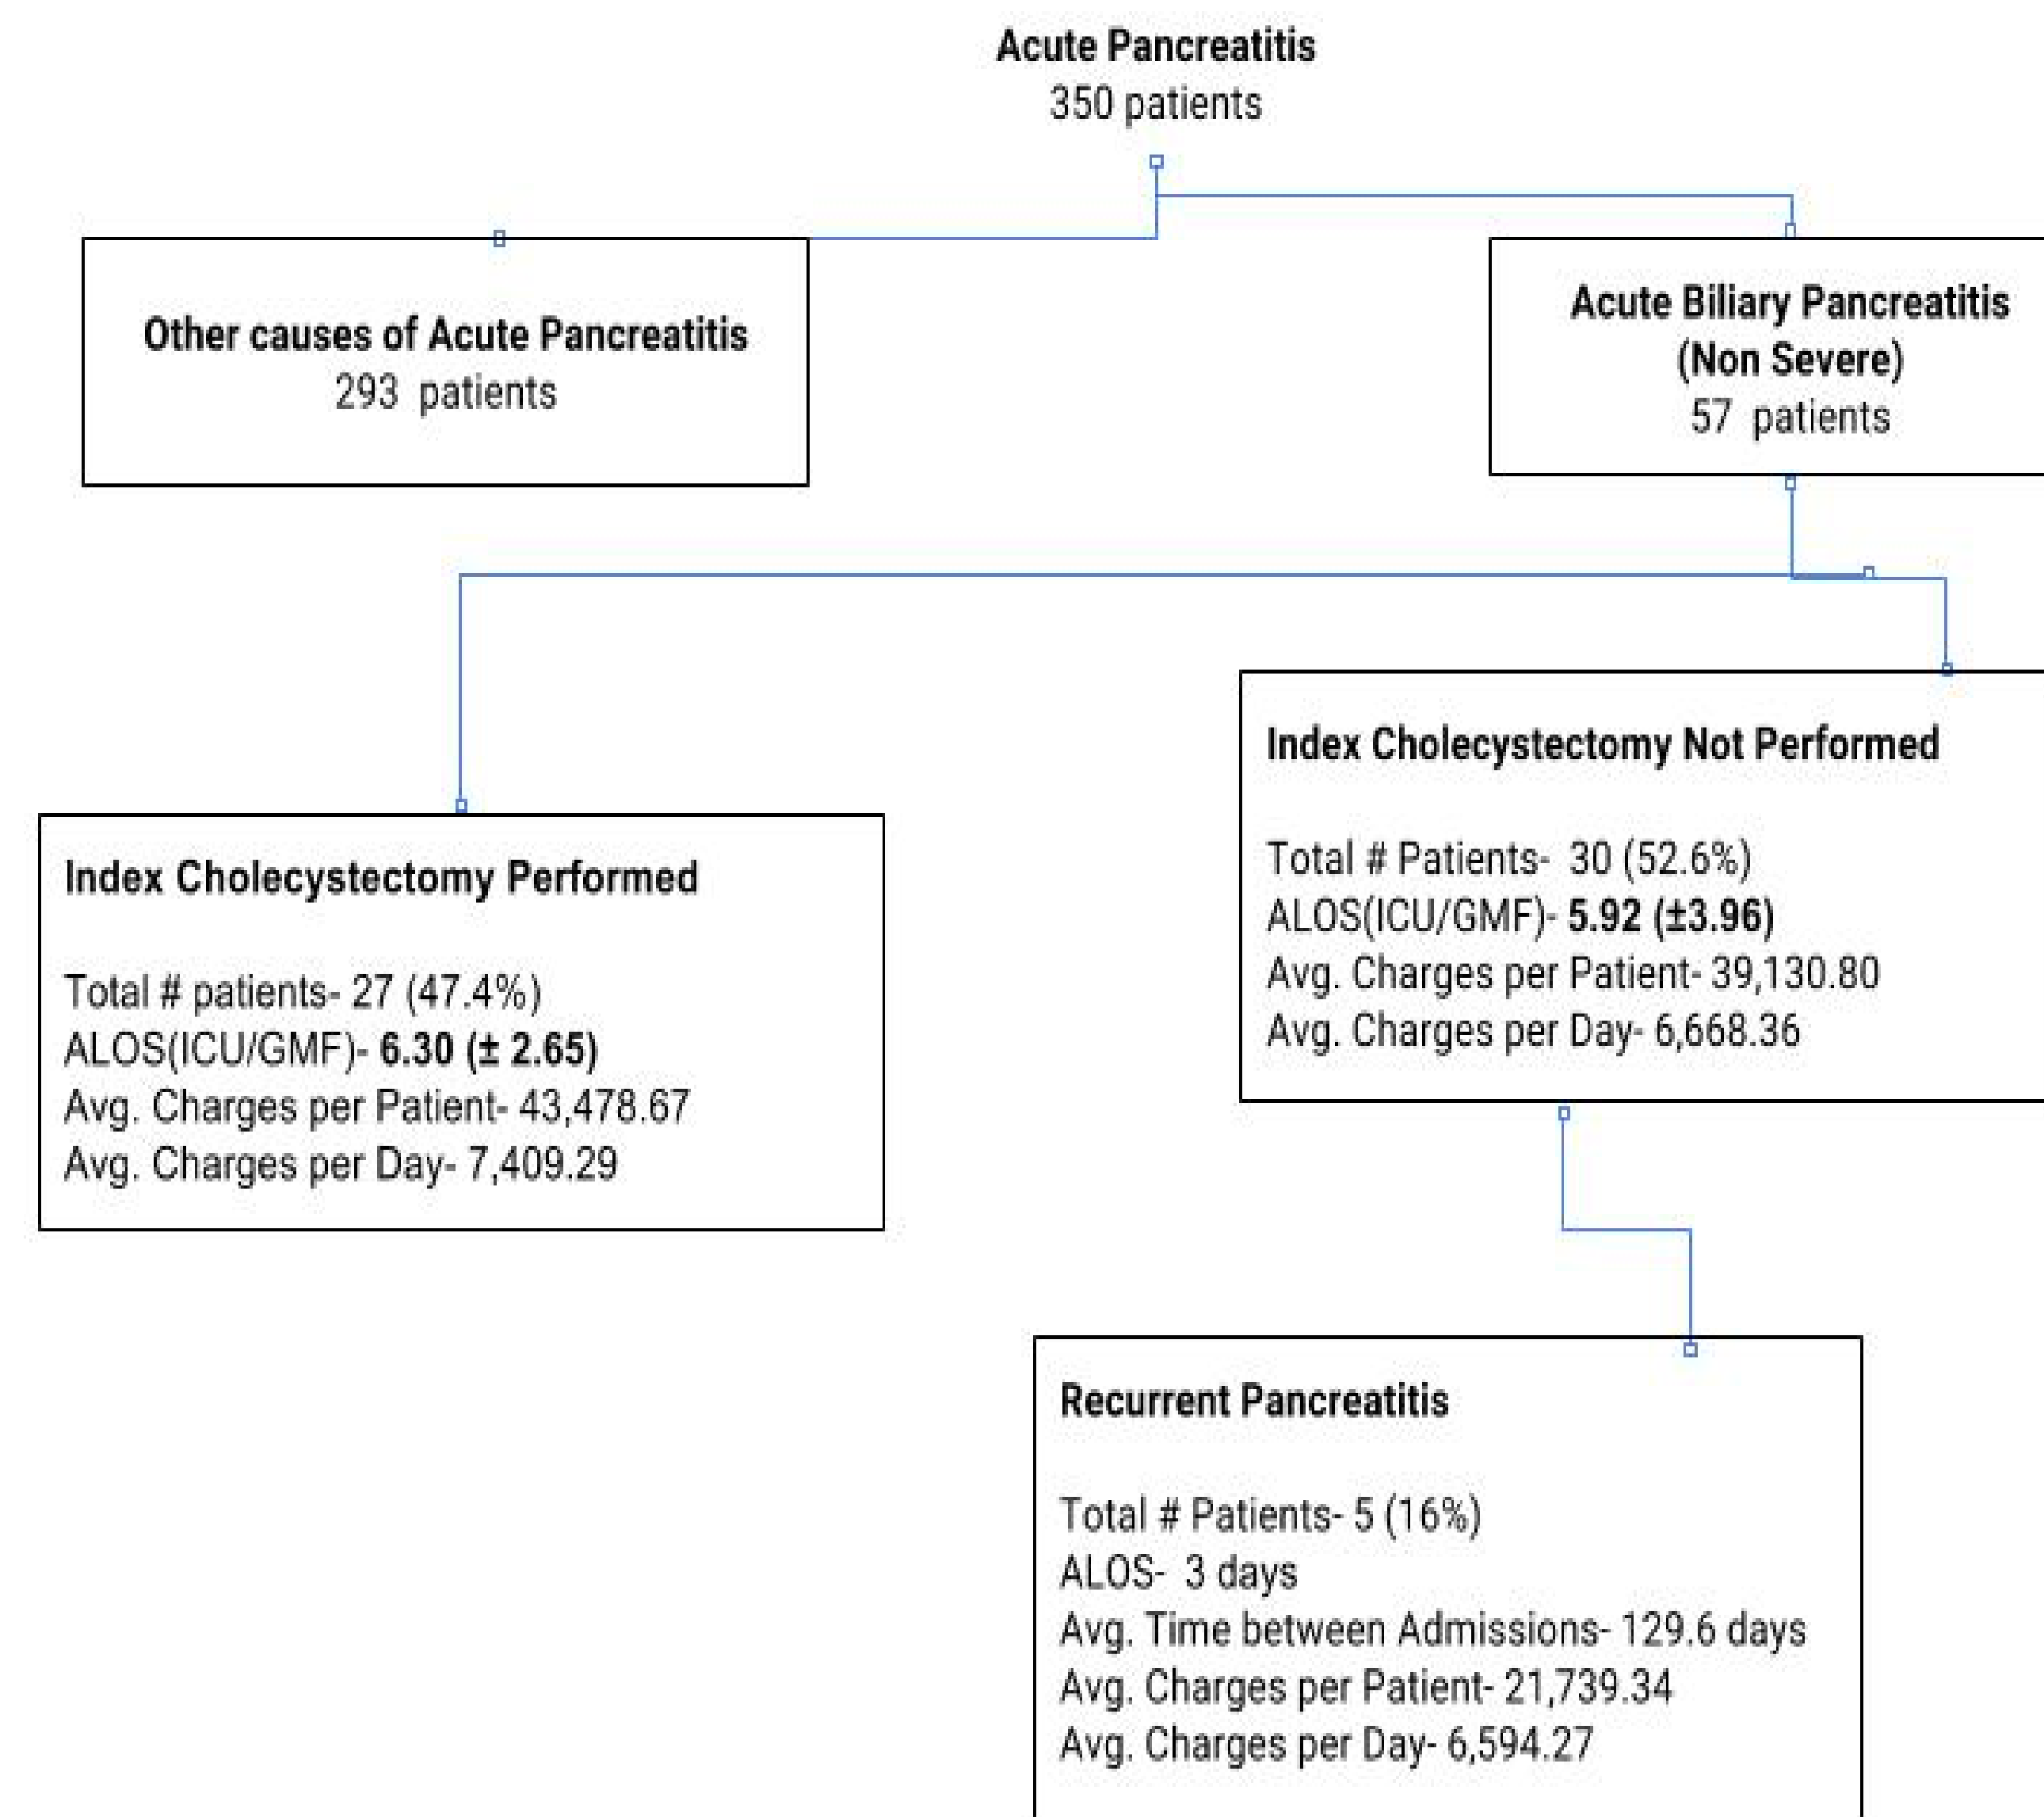 Acute Pancreatitis
350 patients
Other causes of Acute Pancreatitis
293 patients
Acute Biliary Pancreatitis
(Non Severe)
57 patients
Index Cholecystectomy Performed
Total # patients- 27 (47.4%)
ALOS(ICU/GMF)- 6.30 (± 2.65)
Avg. Charges per Patient- 43,478.67
Avg. Charges per Day- 7,409.29
Index Cholecystectomy Not Performed
Total # Patients- 30 (52.6%)
ALOS(ICU/GMF)- 5.92 (±3.96)
Avg. Charges per Patient- 39,130.80
Avg. Charges per Day- 6,668.36
Recurrent Pancreatitis
Total # Patients- 5 (16%)
ALOS- 3 days
Avg. Time between Admissions- 129.6 days
Avg. Charges per Patient- 21,739.34
Avg. Charges per Day- 6,594.27